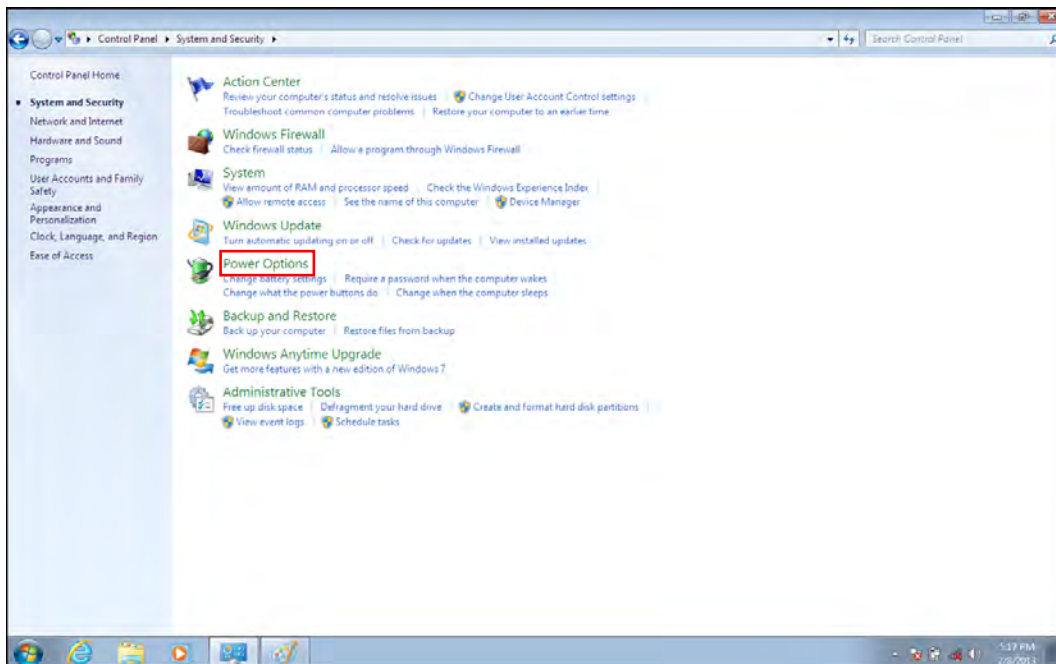 Control Panel System and Security
Search Control Panel
Control Panel Home
System and Security
Network and Internet
Hardware and Sound
Programs
User Accounts and Family
Safety
Appearance and
Personalization
Clock, Language, and Region
Ease of Access
Action Center
Review your computer's status and resolve issues Change User Account Control settings
Troubleshoot common computer problems Restore your computer to an earlier time
Windows Firewall
Check firewall status Allow a program through Windows Firewall
System
View amount of RAM and processor speed Check the Windows Experience Index
Allow remote access See the name of this computer Device Manager
Windows Update
Turn automatic updating on or off Check for updates View installed updates
Power Options
Change battery settings Require a password when the computer wakes
Change what the power buttons do Change when the computer sleeps
Backup and Restore
Back up your computer Restore files from backup
Windows Anytime Upgrade
Get more features with a new edition of Windows 7
Administrative Tools
Free up disk space Defragment your hard drive Create and format hard disk partitions
View event logs Schedule tasks
5:17 PM
2/8/2013